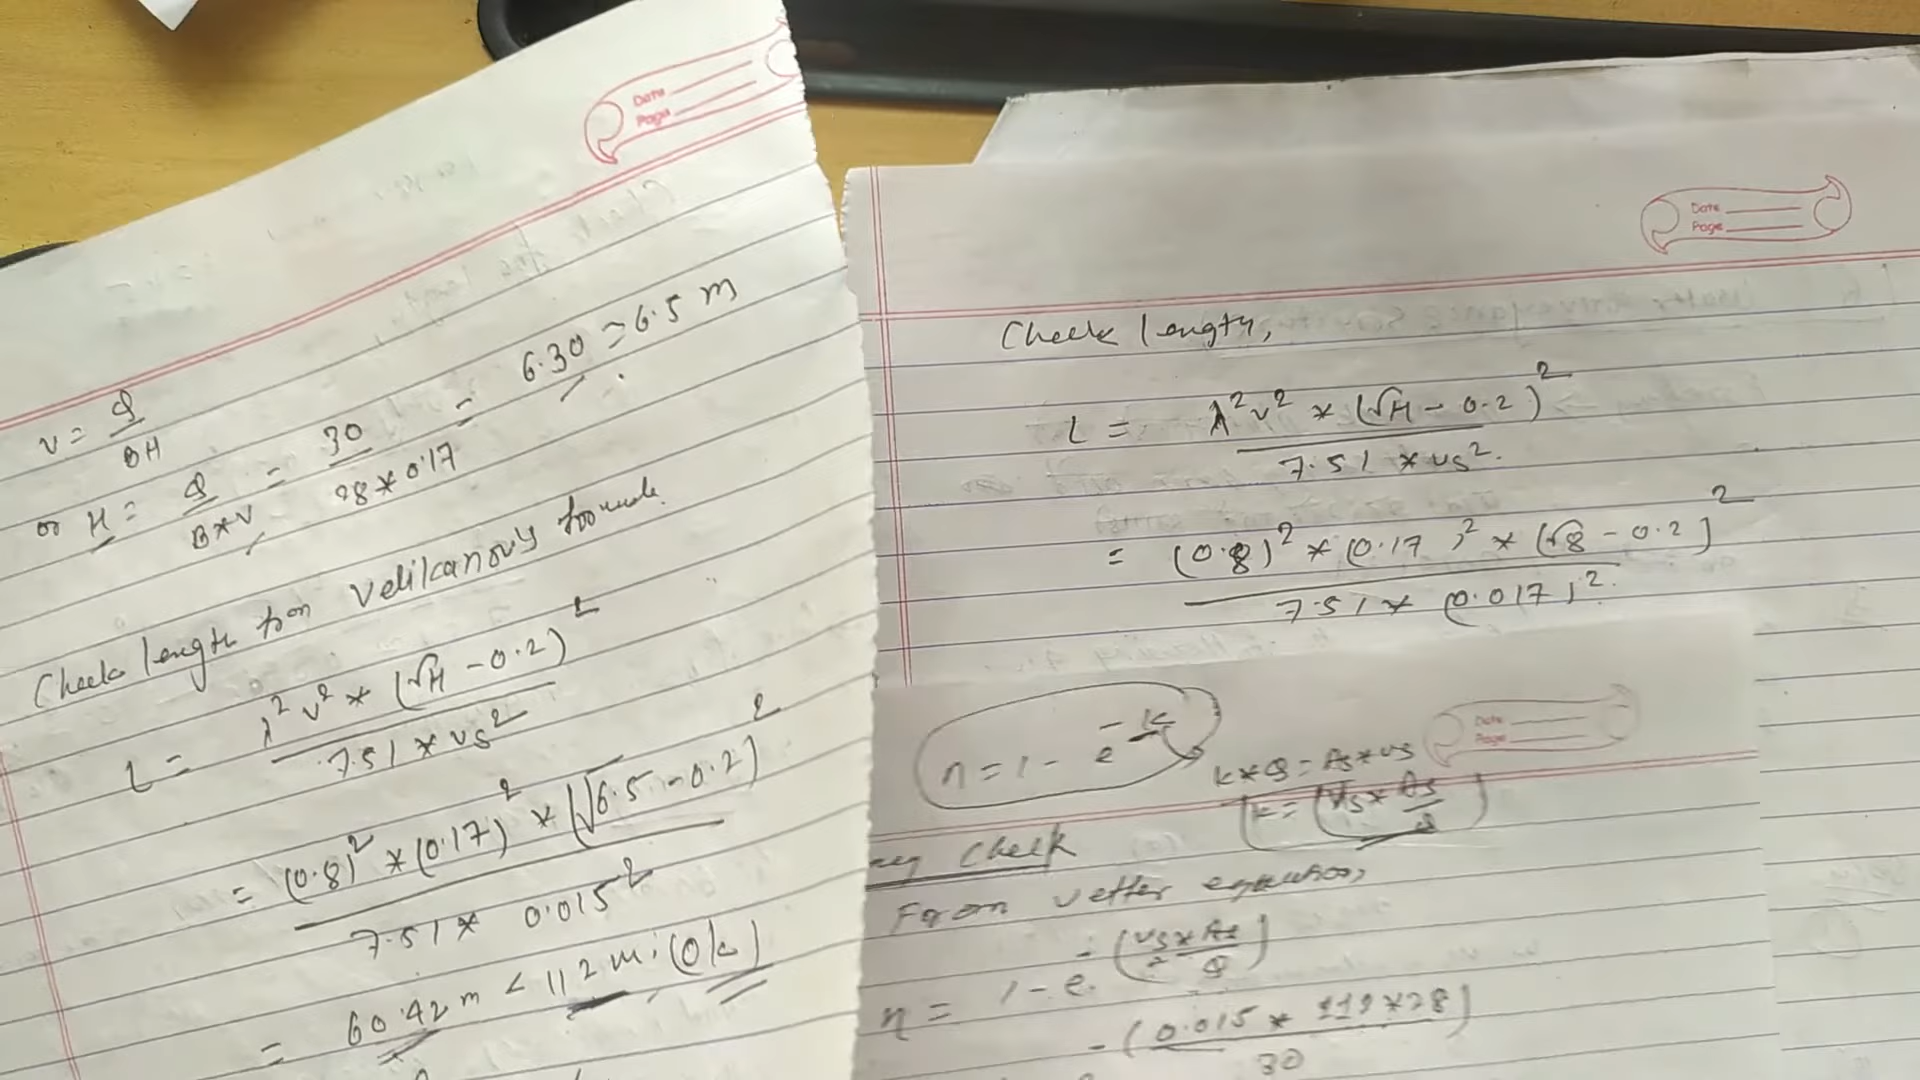 Date
Page
v = Q / BH
or H = Q / B*v = 30 / 28*0.17 = 6.30 ≈ 6.5 m
Check length from Velikanov's formula.
L = λ² v² * (√H - 0.2)² / 7.51 * vs²
= (0.8)² * (0.17)² * (√6.5 - 0.2)² / 7.51 * 0.015²
= 60.42 m < 112 m. (Ok)
Date
Page
Check length,
L = λ² v² * (√H - 0.2)² / 7.51 * vs².
= (0.8)² * (0.17)² * (√8 - 0.2)² / 7.51 * (0.017)².
Date
Page
η = 1 - e^-k
k*Q = As*vs
k = (vs * As / Q)
Check
From vetter equation,
η = 1 - e^-(vs * As / Q)
-(0.015 * 112*28) / 30